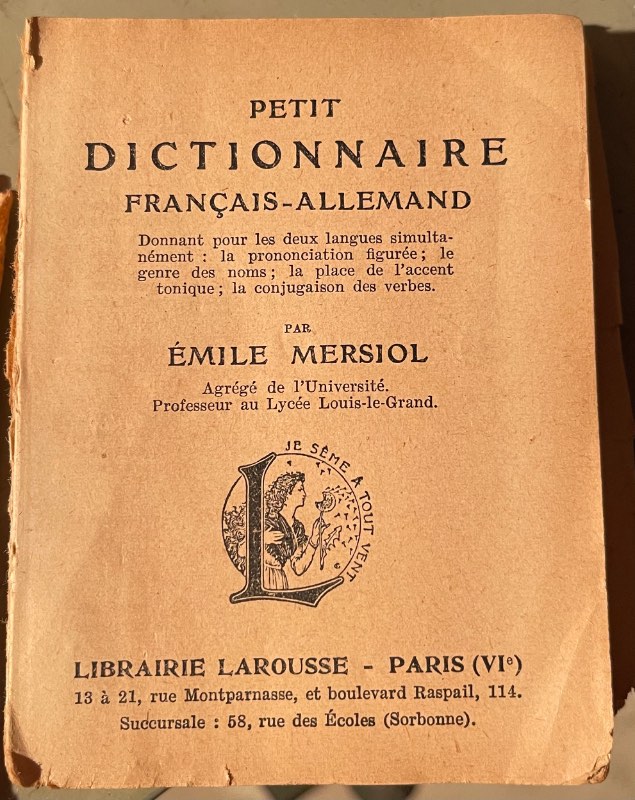 PETIT
DICTIONNAIRE
FRANÇAIS-ALLEMAND
Donnant pour les deux langues simulta-
nément : la prononciation figurée; le
genre des noms; la place de l'accent
tonique; la conjugaison des verbes.
PAR
ÉMILE MERSIOL
Agrégé de l'Université.
Professeur au Lycée Louis-le-Grand.
JE SÈME À TOUT VENT
L
LIBRAIRIE LAROUSSE - PARIS (VIe)
13 à 21, rue Montparnasse, et boulevard Raspail, 114.
Succursale : 58, rue des Écoles (Sorbonne).